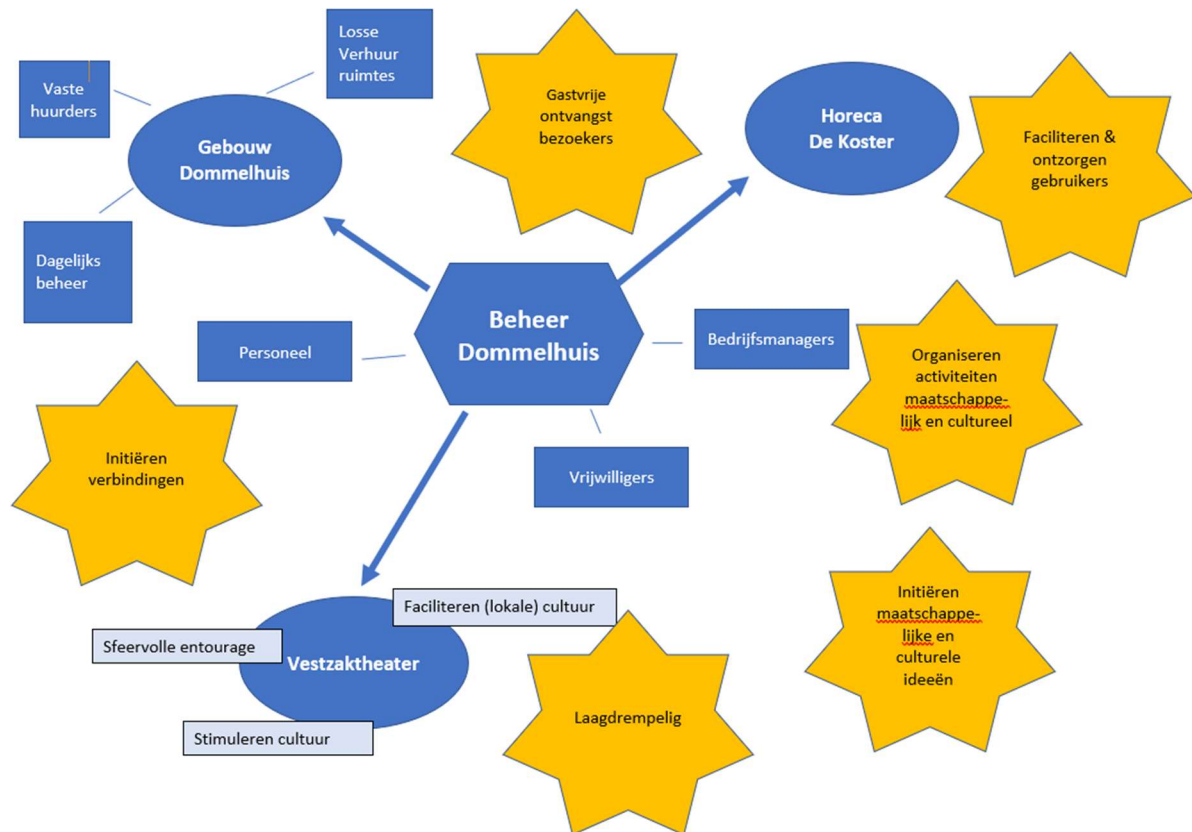 Losse
Verhuur
ruimtes
Vaste
huurders
Gebouw
Dommelhuis
Dagelijks
beheer
Gastvrije
ontvangst
bezoekers
Horeca
De Koster
Faciliteren &
ontzorgen
gebruikers
Beheer
Dommelhuis
Personeel
Bedrijfsmanagers
Vrijwilligers
Organiseren
activiteiten
maatschappe-
lijk en cultureel
Initiëren
verbindingen
Initiëren
maatschappe-
lijke en
culturele
ideeën
Faciliteren (lokale) cultuur
Sfeervolle entourage
Vestzaktheater
Stimuleren cultuur
Laagdrempelig